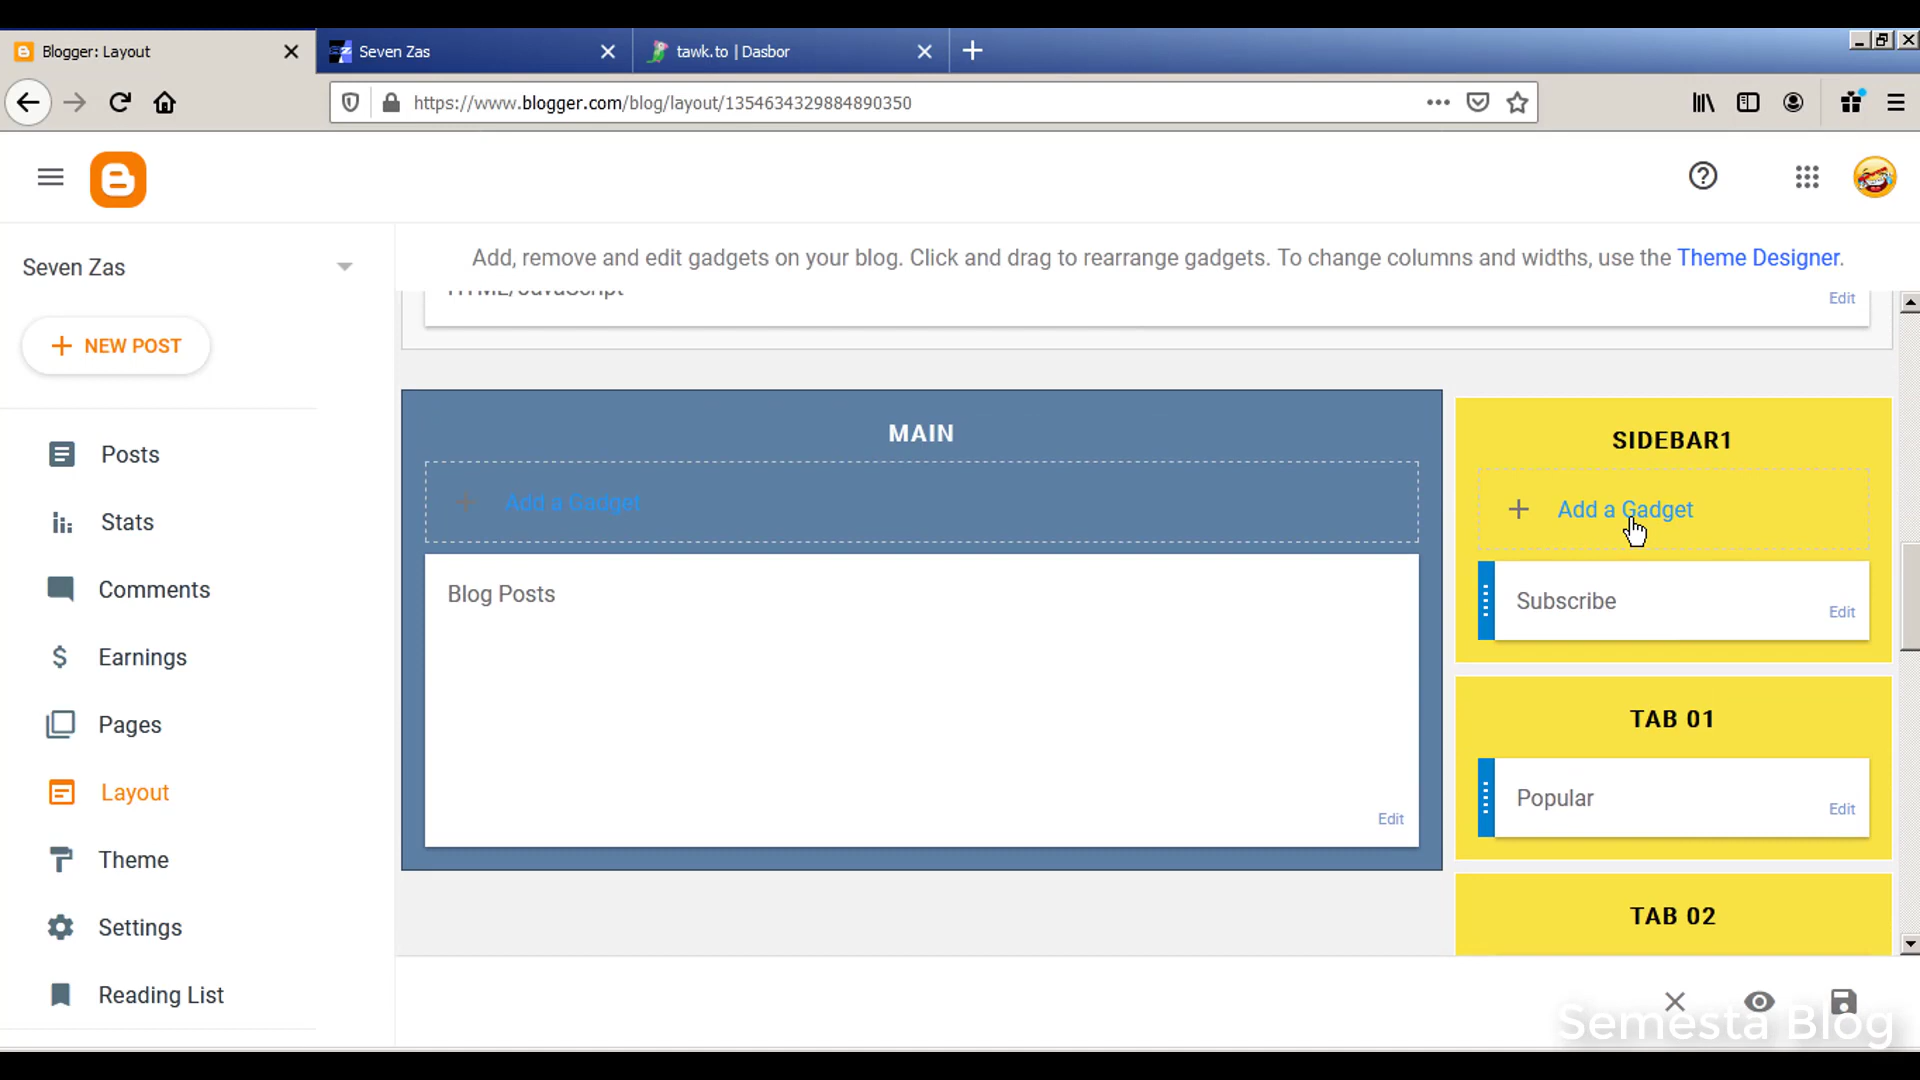 Blogger: Layout
Seven Zas
tawk.to | Dasbor
https://www.blogger.com/blog/layout/1354634329884890350
Seven Zas
Add, remove and edit gadgets on your blog. Click and drag to rearrange gadgets. To change columns and widths, use the Theme Designer.
HTML/JavaScript
Edit
NEW POST
Posts
Stats
Comments
Earnings
Pages
Layout
Theme
Settings
Reading List
MAIN
Add a Gadget
Blog Posts
Edit
SIDEBAR1
Add a Gadget
Subscribe
Edit
TAB 01
Popular
Edit
TAB 02
Semesta Blog